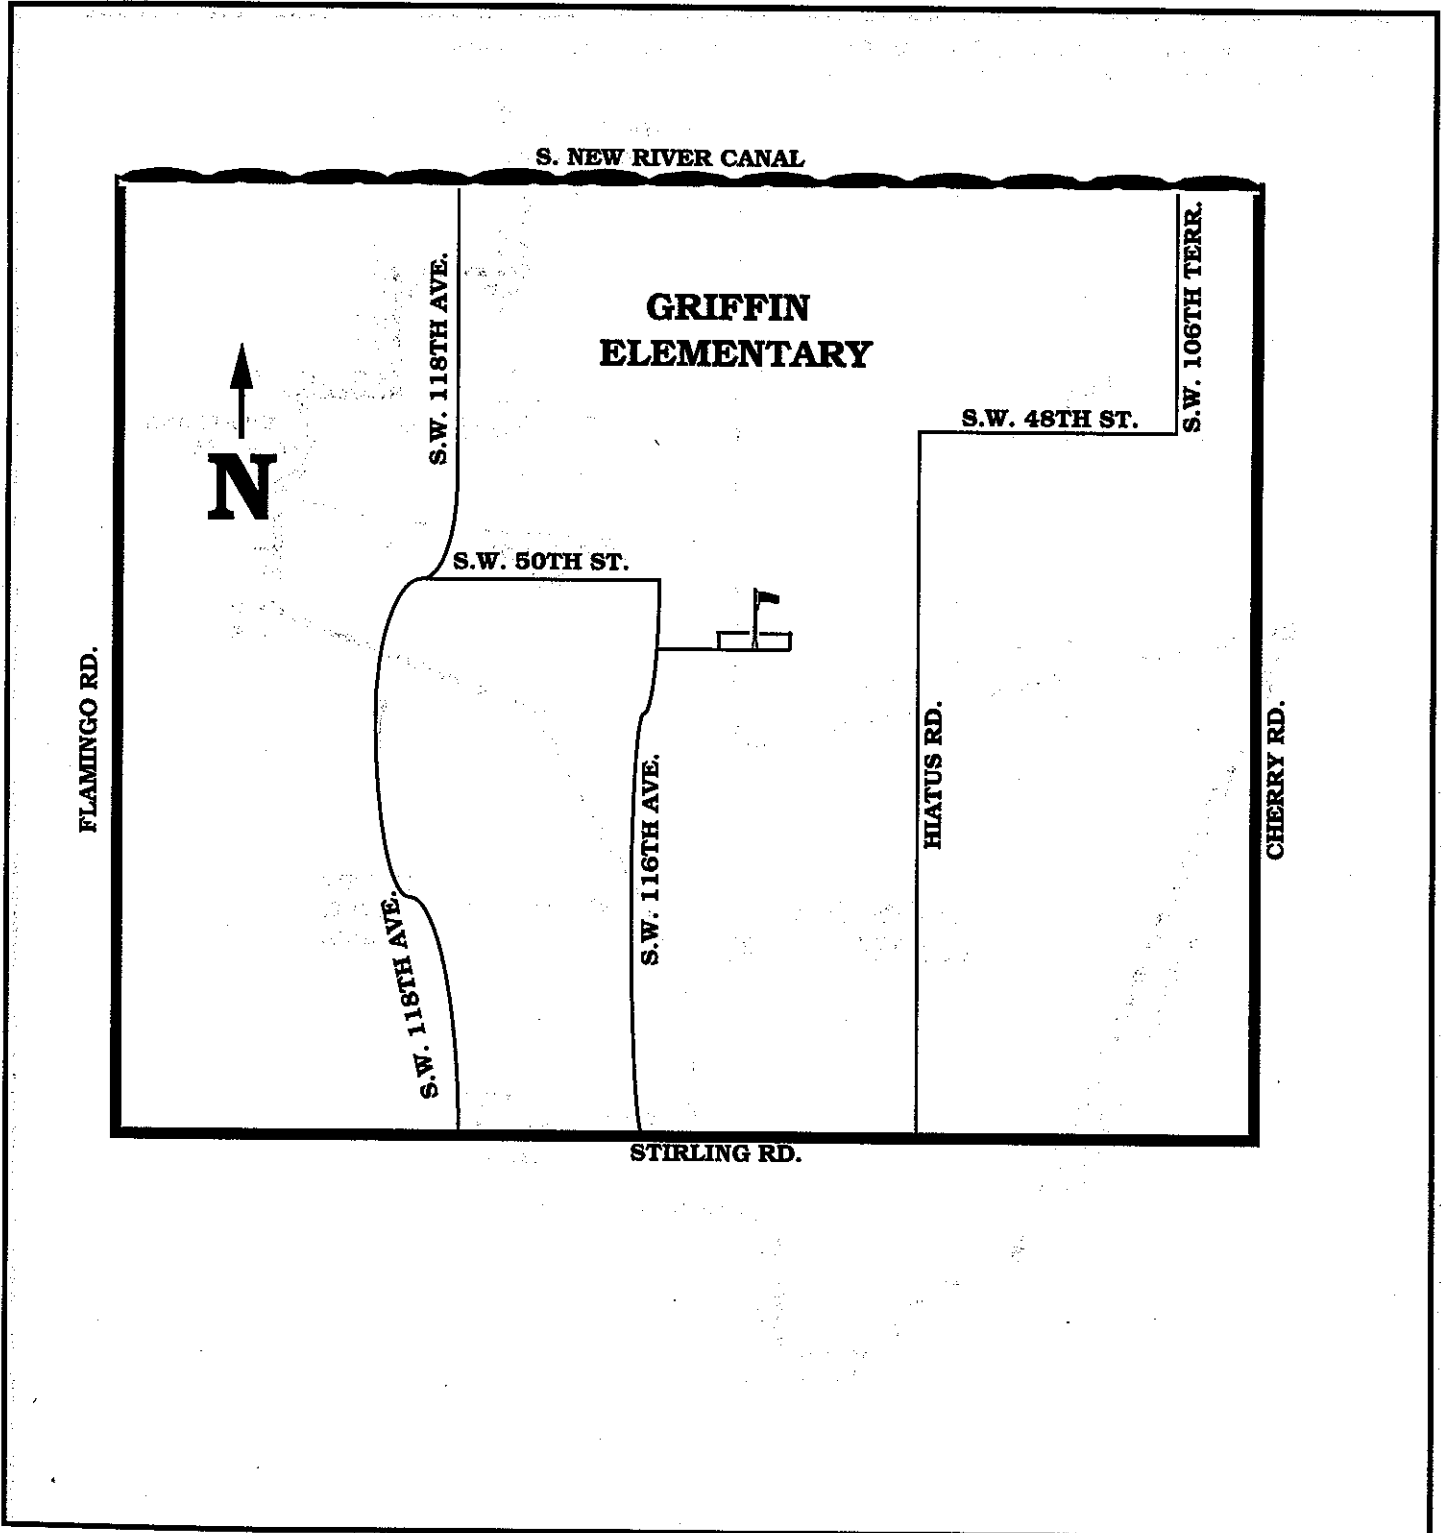 S. NEW RIVER CANAL
S.W. 118TH AVE.
GRIFFIN
ELEMENTARY
S.W. 106TH TERR.
S.W. 48TH ST.
N
S.W. 50TH ST.
FLAMINGO RD.
HIATUS RD.
CHERRY RD.
S.W. 116TH AVE.
S.W. 118TH AVE.
STIRLING RD.